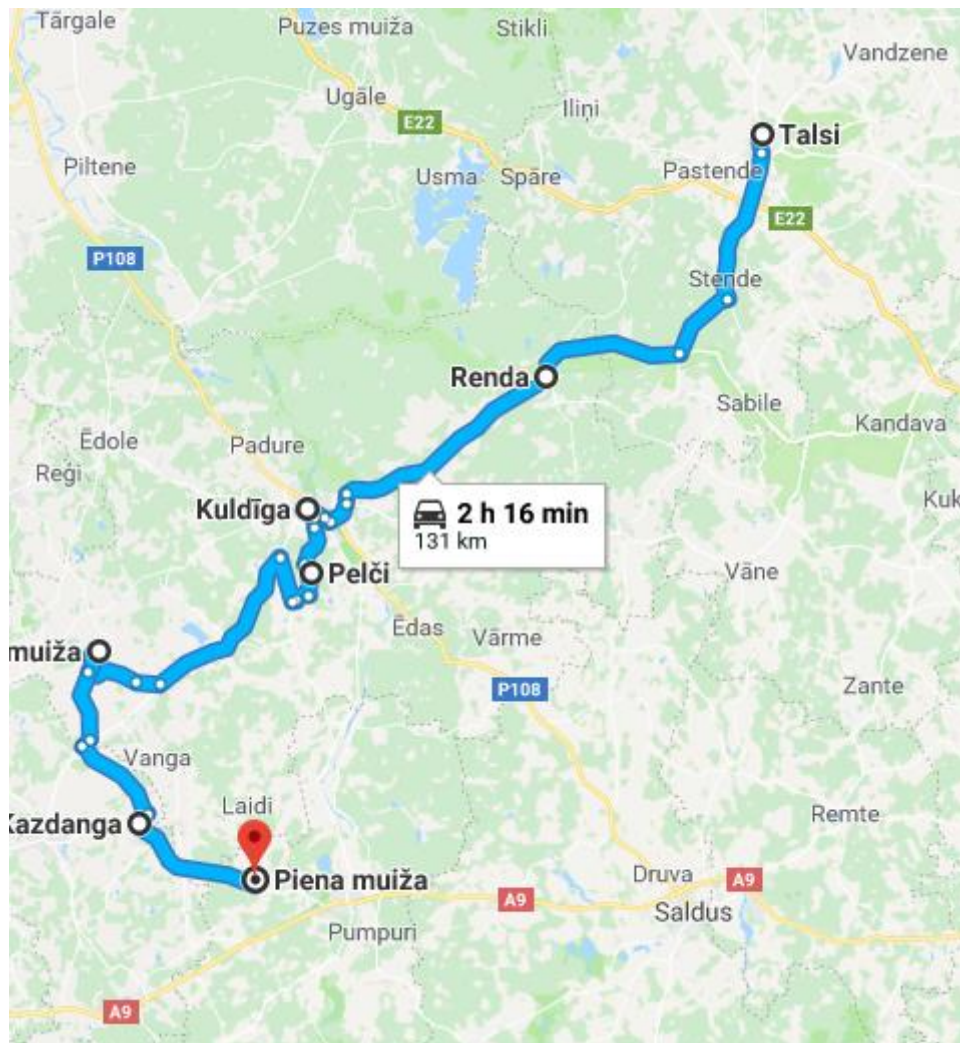 Tārgale
Puzes muiža
Stikli
Vandzene
Ugāle
Iliņi
E22
Talsi
Piltene
Usma
Spāre
Pastende
E22
P108
Stende
Renda
Sabile
Kandava
Ēdole
Padure
Reģi
Kuldīga
2 h 16 min
131 km
Kuk
Pelči
Vāne
Ēdas
Vārme
muiža
P108
Zante
Vanga
Laidi
Remte
Kazdanga
Piena muiža
Druva
A9
A9
Saldus
Pumpuri
A9